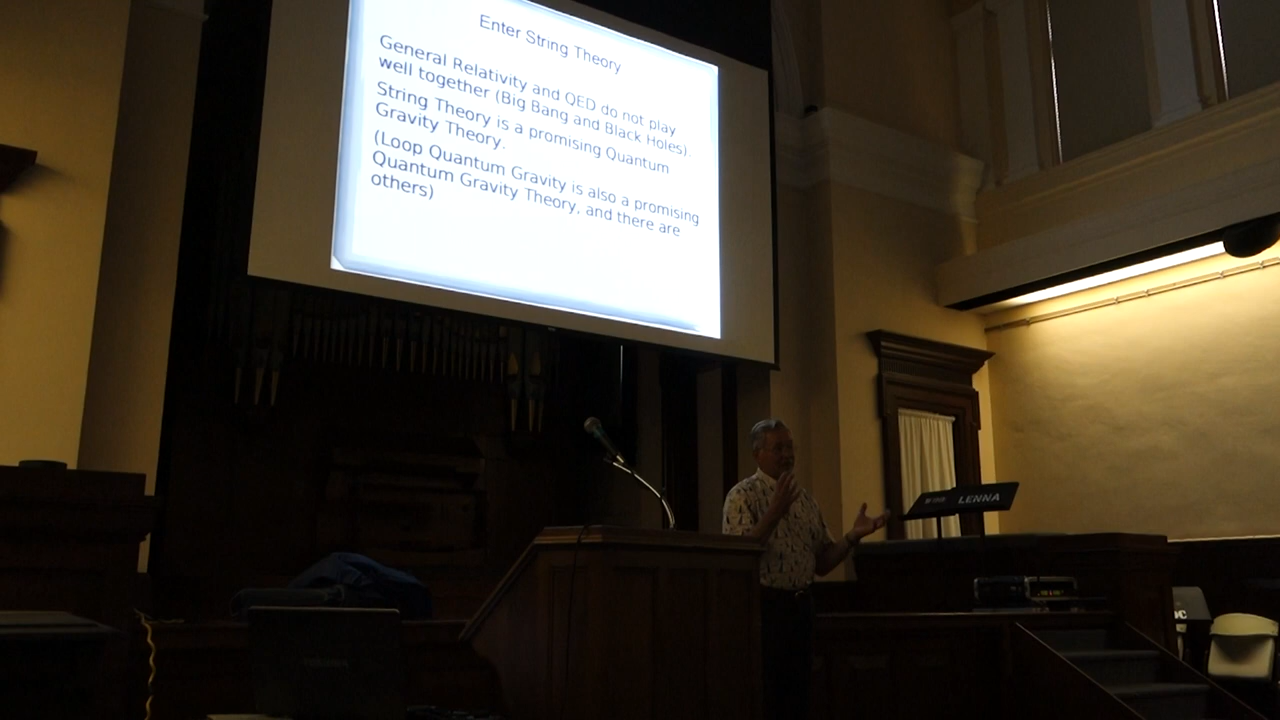 Enter String Theory
General Relativity and QED do not play
well together (Big Bang and Black Holes).
String Theory is a promising Quantum
Gravity Theory.
(Loop Quantum Gravity is also a promising
Quantum Gravity Theory, and there are
others)
LENNA